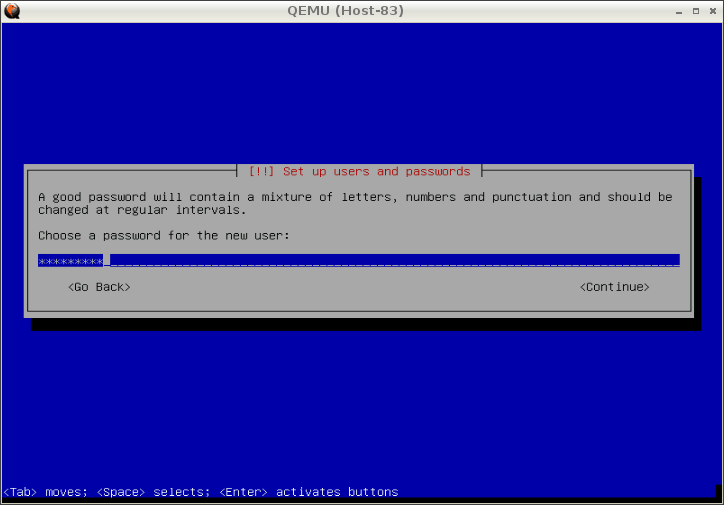 QEMU (Host-83)
[!!] Set up users and passwords
A good password will contain a mixture of letters, numbers and punctuation and should be
changed at regular intervals.
Choose a password for the new user:
*********
<Go Back> <Continue>
<Tab> moves; <Space> selects; <Enter> activates buttons